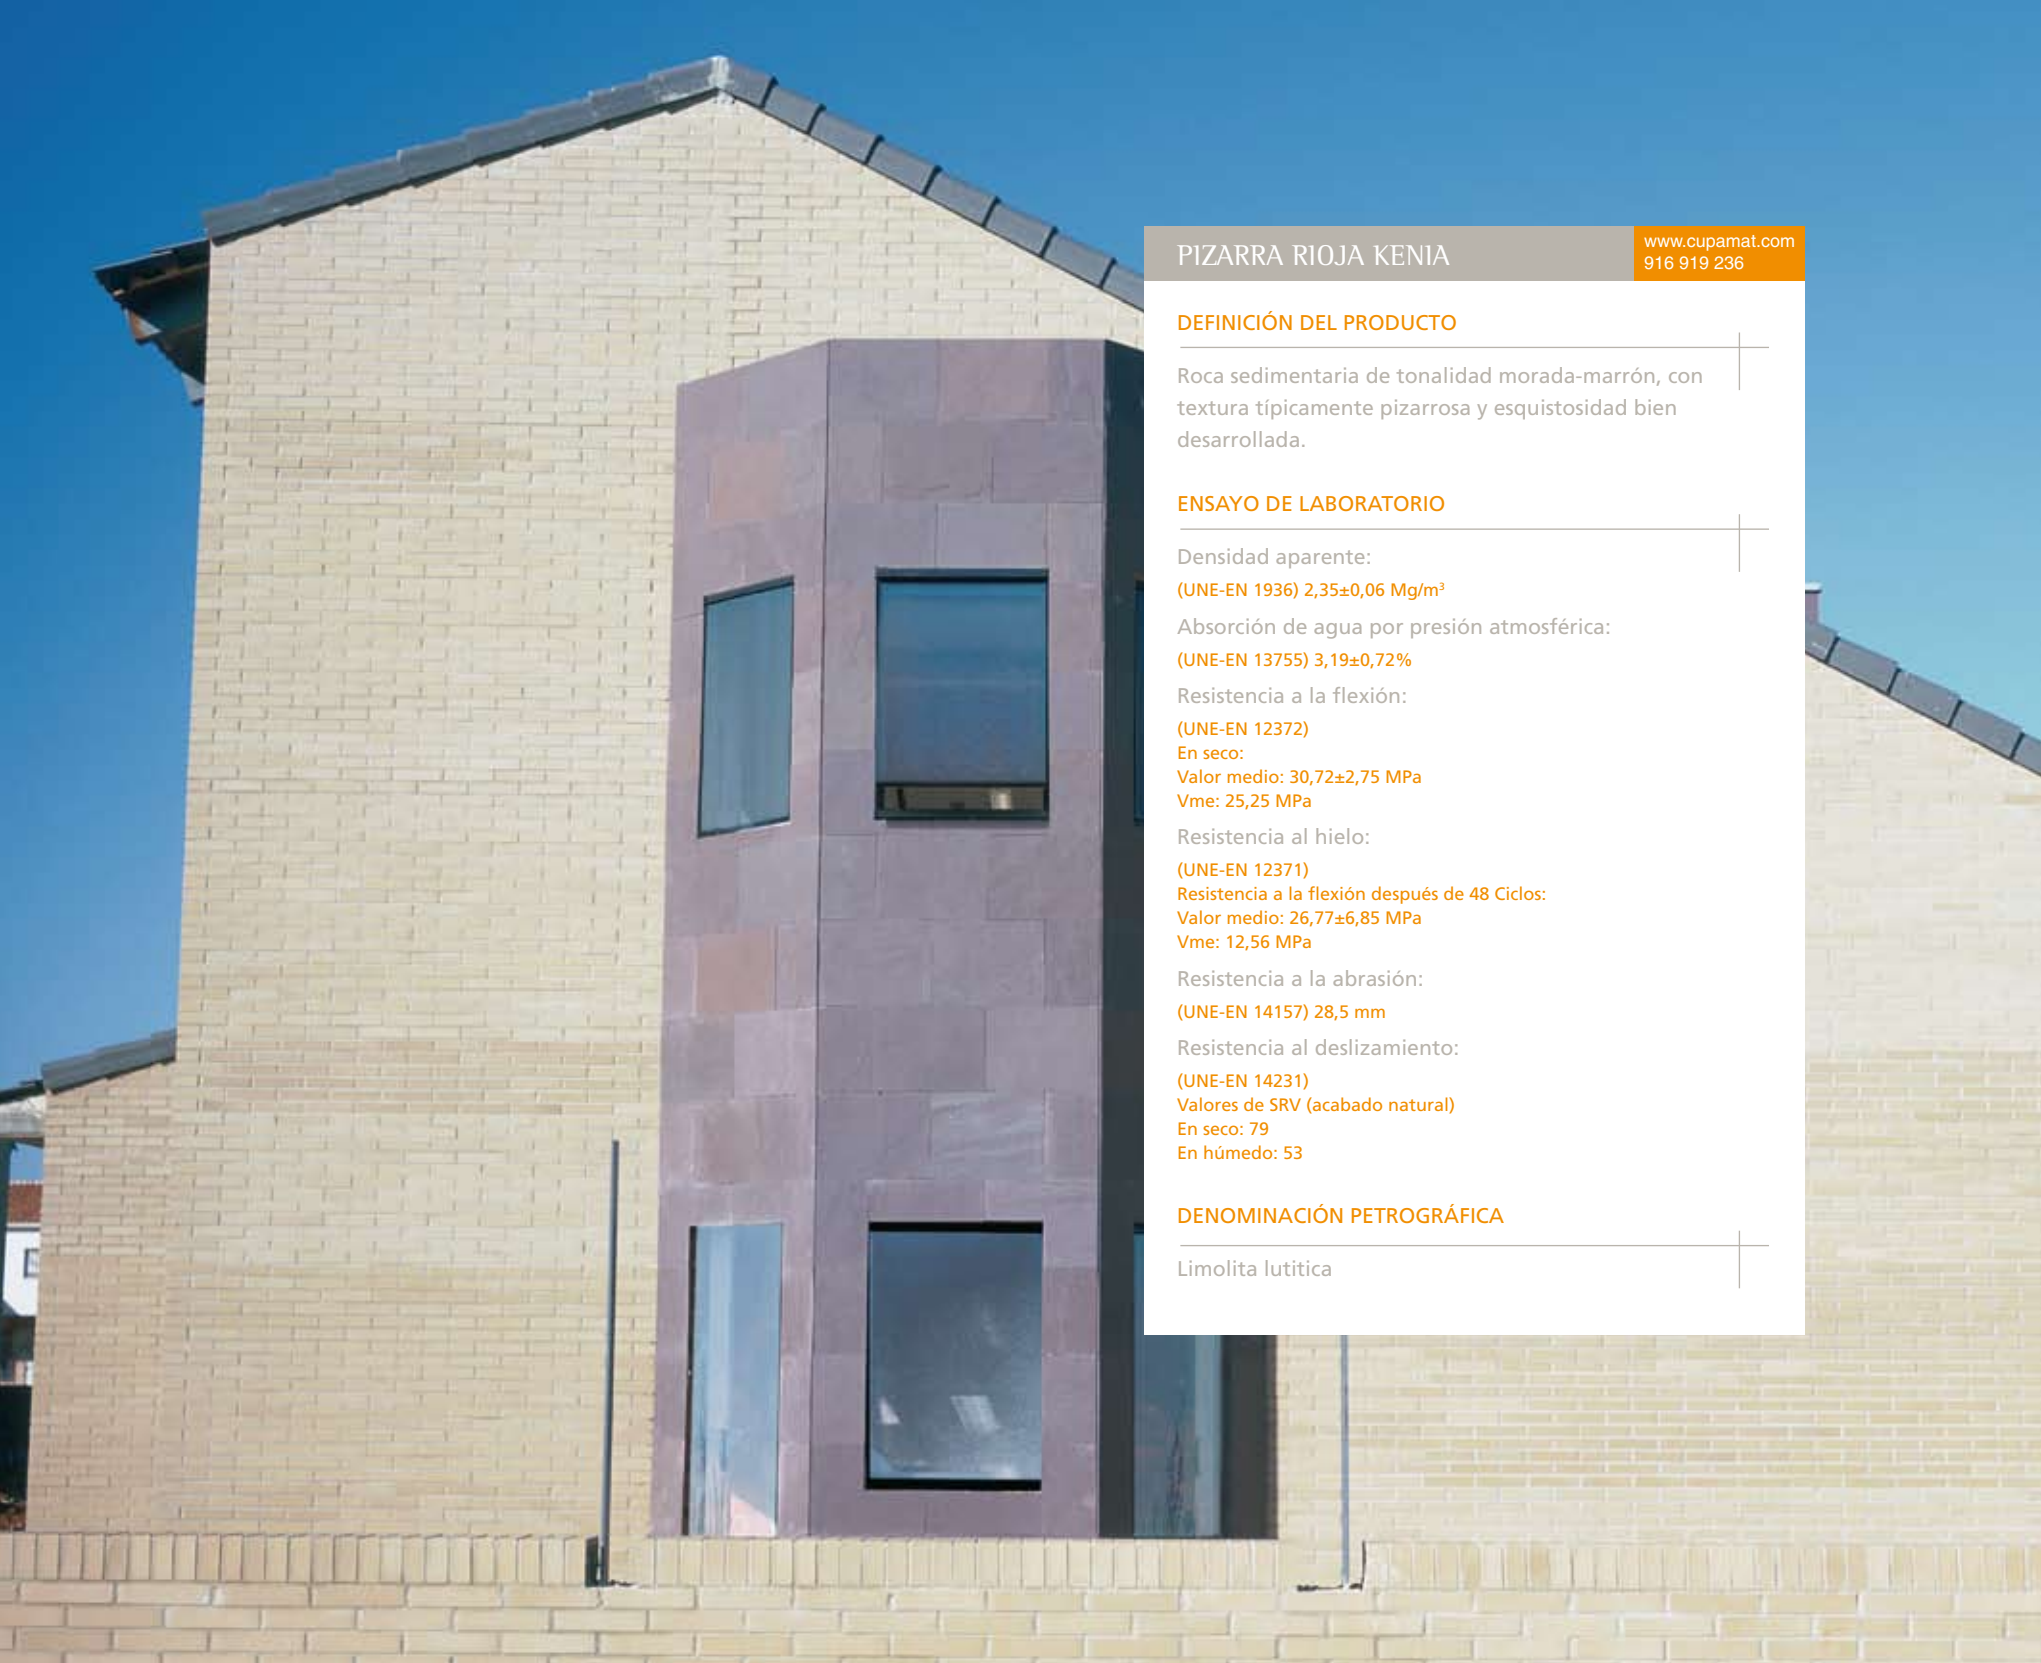 PIZARRA RIOJA KENIA
www.cupamat.com
916 919 236
DEFINICIÓN DEL PRODUCTO
Roca sedimentaria de tonalidad morada-marrón, con
textura típicamente pizarrosa y esquistosidad bien
desarrollada.
ENSAYO DE LABORATORIO
Densidad aparente:
(UNE-EN 1936) 2,35±0,06 Mg/m³
Absorción de agua por presión atmosférica:
(UNE-EN 13755) 3,19±0,72%
Resistencia a la flexión:
(UNE-EN 12372)
En seco:
Valor medio: 30,72±2,75 MPa
Vme: 25,25 MPa
Resistencia al hielo:
(UNE-EN 12371)
Resistencia a la flexión después de 48 Ciclos:
Valor medio: 26,77±6,85 MPa
Vme: 12,56 MPa
Resistencia a la abrasión:
(UNE-EN 14157) 28,5 mm
Resistencia al deslizamiento:
(UNE-EN 14231)
Valores de SRV (acabado natural)
En seco: 79
En húmedo: 53
DENOMINACIÓN PETROGRÁFICA
Limolita lutitica